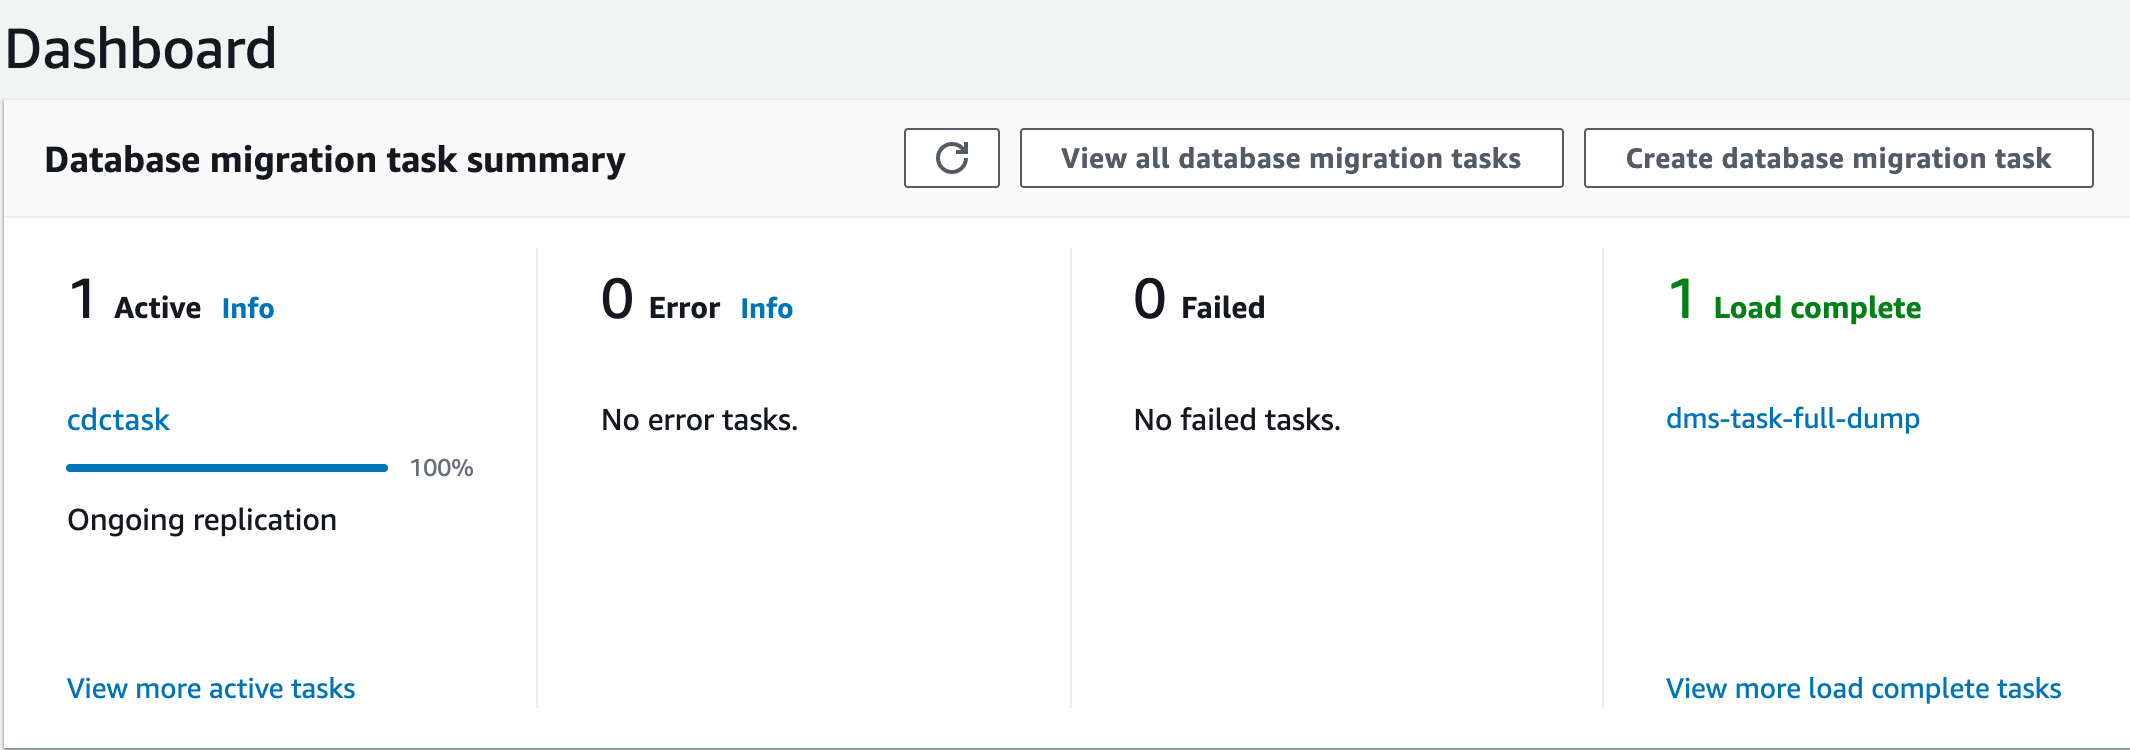 Dashboard
Database migration task summary
View all database migration tasks
Create database migration task
1 Active Info
cdctask
100%
Ongoing replication
View more active tasks
0 Error Info
No error tasks.
0 Failed
No failed tasks.
1 Load complete
dms-task-full-dump
View more load complete tasks